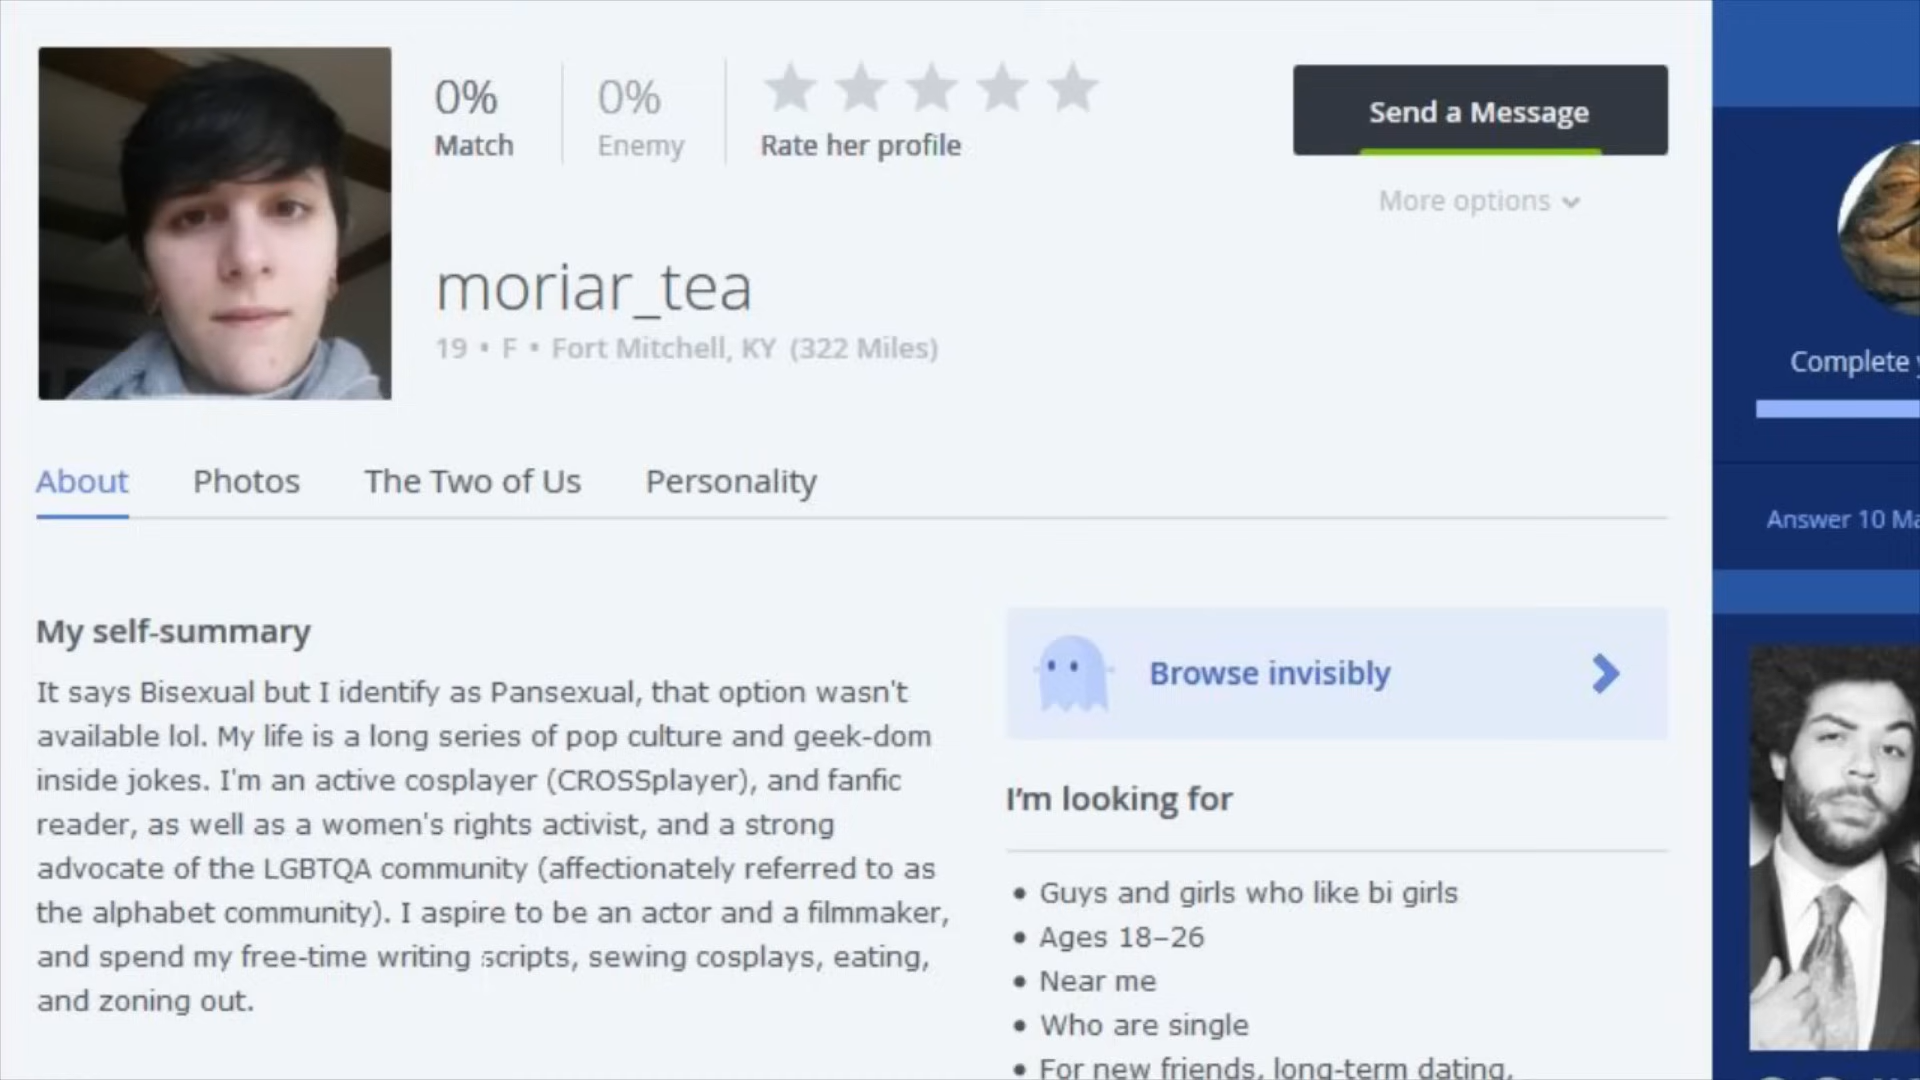 0%
Match
0%
Enemy
Rate her profile
Send a Message
More options
moriar_tea
19 • F • Fort Mitchell, KY (322 Miles)
Complete
About
Photos
The Two of Us
Personality
Answer 10
My self-summary
It says Bisexual but I identify as Pansexual, that option wasn't
available lol. My life is a long series of pop culture and geek-dom
inside jokes. I'm an active cosplayer (CROSSplayer), and fanfic
reader, as well as a women's rights activist, and a strong
advocate of the LGBTQA community (affectionately referred to as
the alphabet community). I aspire to be an actor and a filmmaker,
and spend my free-time writing scripts, sewing cosplays, eating,
and zoning out.
Browse invisibly
I'm looking for
• Guys and girls who like bi girls
• Ages 18–26
• Near me
• Who are single
• For new friends, long-term dating,